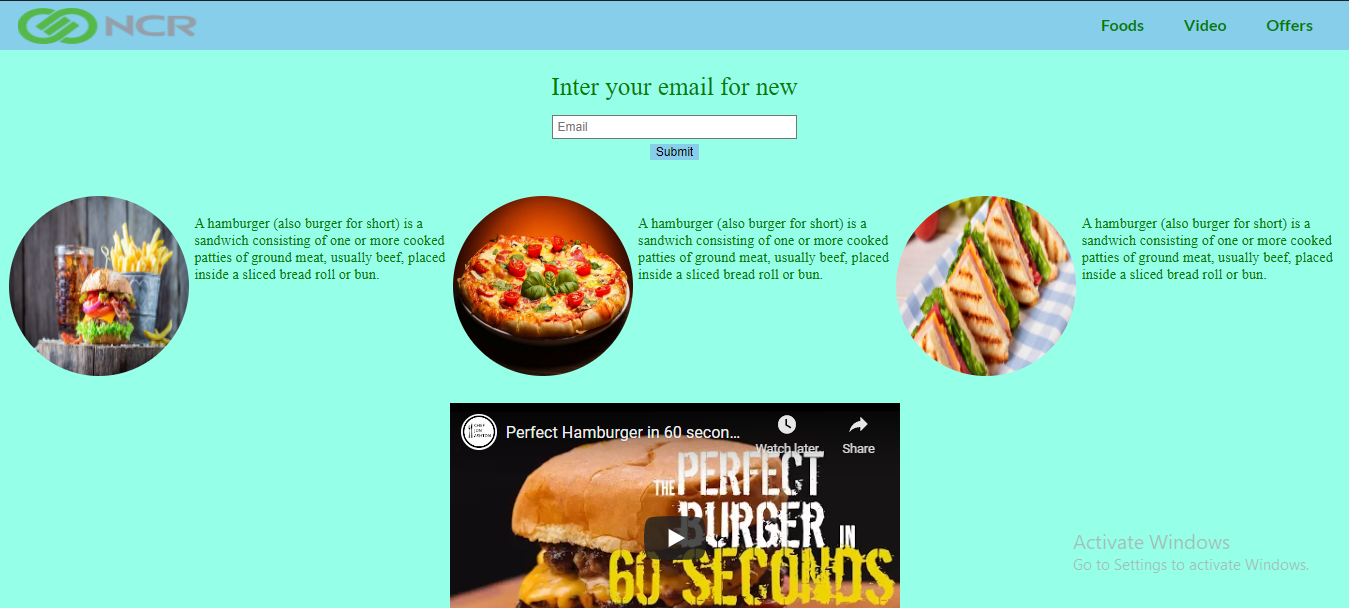 NCR
Foods Video Offers
Inter your email for new
Email
Submit
A hamburger (also burger for short) is a
sandwich consisting of one or more cooked
patties of ground meat, usually beef, placed
inside a sliced bread roll or bun.
A hamburger (also burger for short) is a
sandwich consisting of one or more cooked
patties of ground meat, usually beef, placed
inside a sliced bread roll or bun.
A hamburger (also burger for short) is a
sandwich consisting of one or more cooked
patties of ground meat, usually beef, placed
inside a sliced bread roll or bun.
CHEF
JON
ASHTON
Perfect Hamburger in 60 secon...
Watch later
Share
THE PERFECT
BURGER IN
60 SECONDS
Activate Windows
Go to Settings to activate Windows.